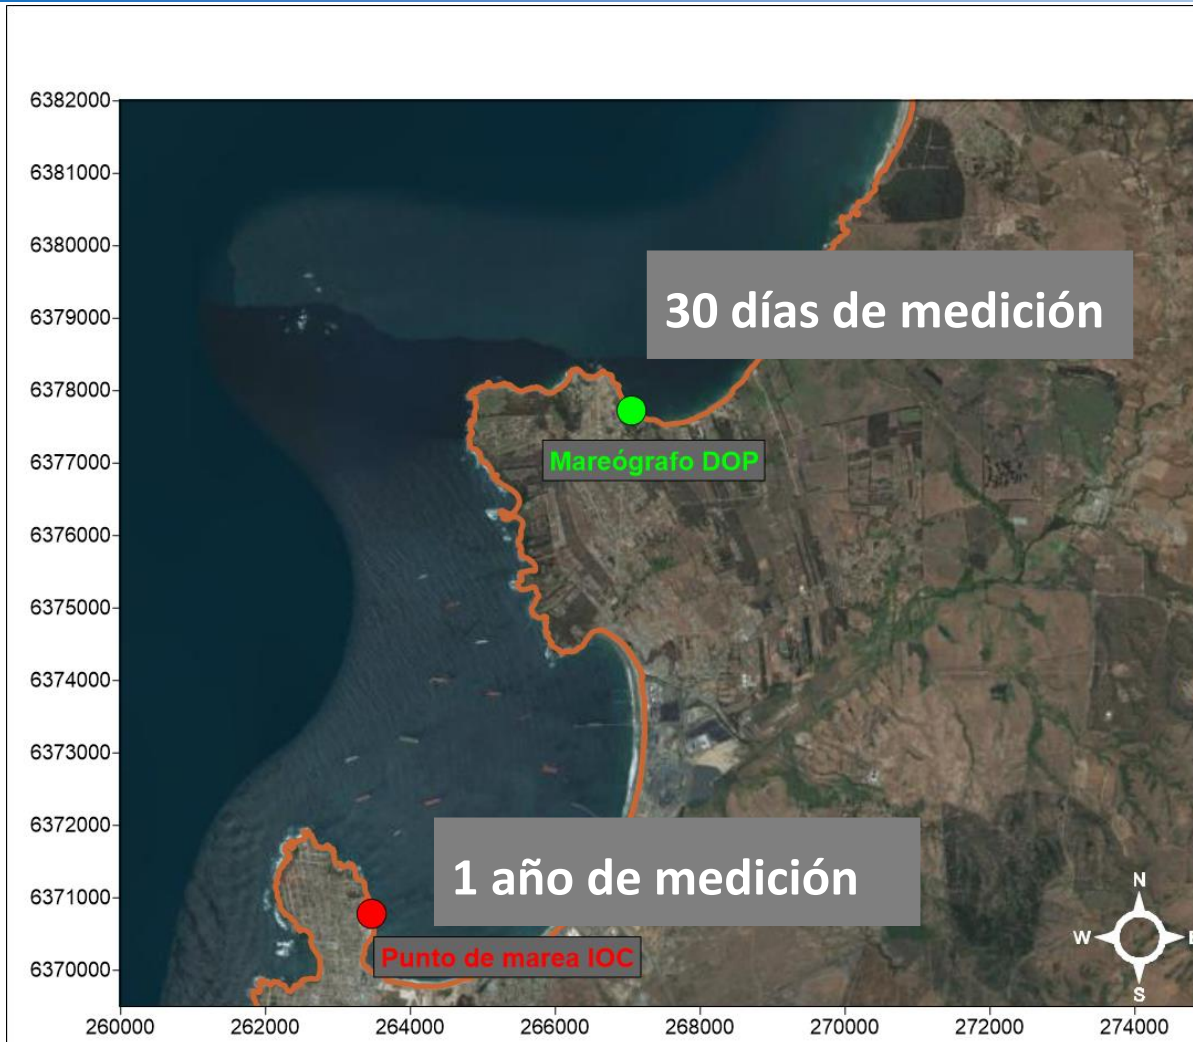 6382000
6381000
6380000
6379000
6378000
6377000
6376000
6375000
6374000
6373000
6372000
6371000
6370000
30 días de medición
Mareógrafo DOP
1 año de medición
Punto de marea IOC
N
W E
S
260000 262000 264000 266000 268000 270000 272000 274000